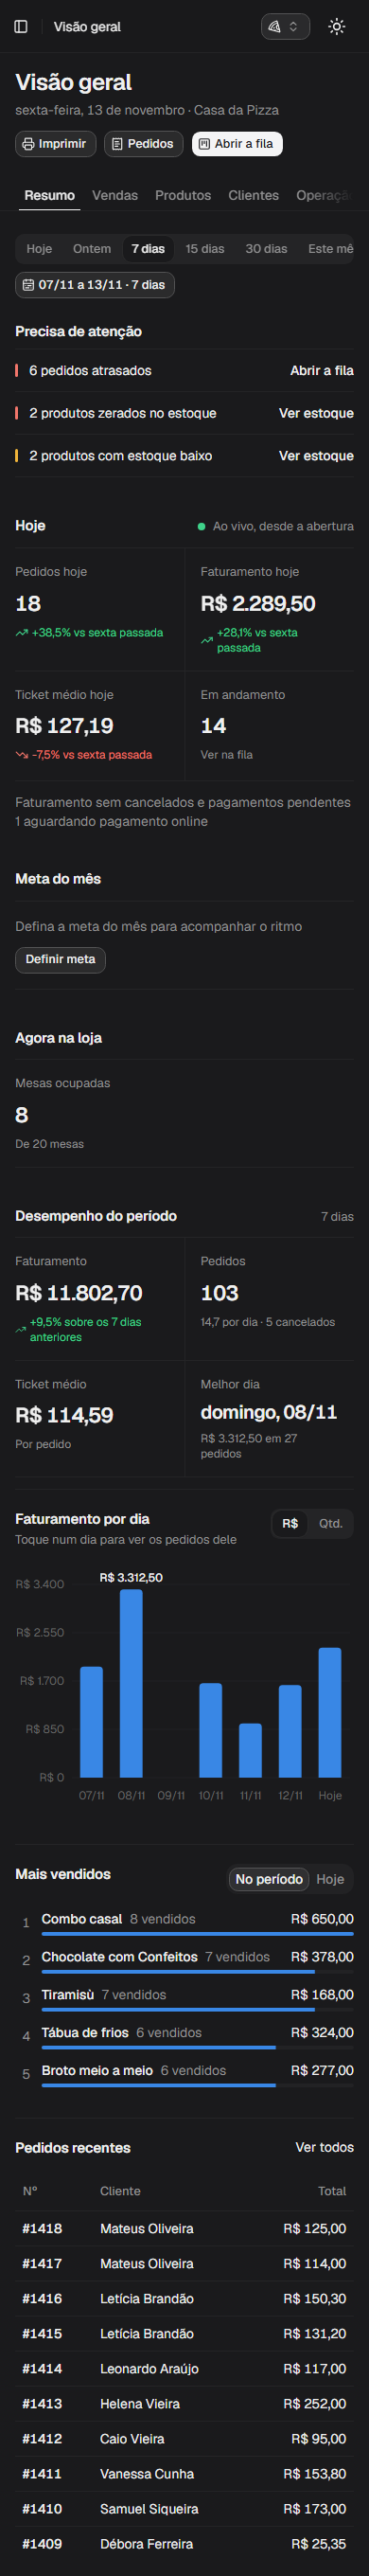 Visão geral
Visão geral
sexta-feira, 13 de novembro · Casa da Pizza
Imprimir
Pedidos
Abrir a fila
Resumo Vendas Produtos Clientes Operaçã
Hoje Ontem 7 dias 15 dias 30 dias Este mê
07/11 a 13/11 · 7 dias
Precisa de atenção
6 pedidos atrasados Abrir a fila
2 produtos zerados no estoque Ver estoque
2 produtos com estoque baixo Ver estoque
Hoje Ao vivo, desde a abertura
Pedidos hoje
18
+38,5% vs sexta passada
Faturamento hoje
R$ 2.289,50
+28,1% vs sexta
passada
Ticket médio hoje
R$ 127,19
-7,5% vs sexta passada
Em andamento
14
Ver na fila
Faturamento sem cancelados e pagamentos pendentes
1 aguardando pagamento online
Meta do mês
Defina a meta do mês para acompanhar o ritmo
Definir meta
Agora na loja
Mesas ocupadas
8
De 20 mesas
Desempenho do período 7 dias
Faturamento
R$ 11.802,70
+9,5% sobre os 7 dias
anteriores
Pedidos
103
14,7 por dia · 5 cancelados
Ticket médio
R$ 114,59
Por pedido
Melhor dia
domingo, 08/11
R$ 3.312,50 em 27
pedidos
Faturamento por dia R$ Qtd.
Toque num dia para ver os pedidos dele
R$ 3.312,50
R$ 3.400
R$ 2.550
R$ 1.700
R$ 850
R$ 0
07/11 08/11 09/11 10/11 11/11 12/11 Hoje
Mais vendidos No período Hoje
1 Combo casal 8 vendidos R$ 650,00
2 Chocolate com Confeitos 7 vendidos R$ 378,00
3 Tiramisù 7 vendidos R$ 168,00
4 Tábua de frios 6 vendidos R$ 324,00
5 Broto meio a meio 6 vendidos R$ 277,00
Pedidos recentes Ver todos
Nº Cliente Total
#1418 Mateus Oliveira R$ 125,00
#1417 Mateus Oliveira R$ 114,00
#1416 Letícia Brandão R$ 150,30
#1415 Letícia Brandão R$ 131,20
#1414 Leonardo Araújo R$ 117,00
#1413 Helena Vieira R$ 252,00
#1412 Caio Vieira R$ 95,00
#1411 Vanessa Cunha R$ 153,80
#1410 Samuel Siqueira R$ 173,00
#1409 Débora Ferreira R$ 25,35